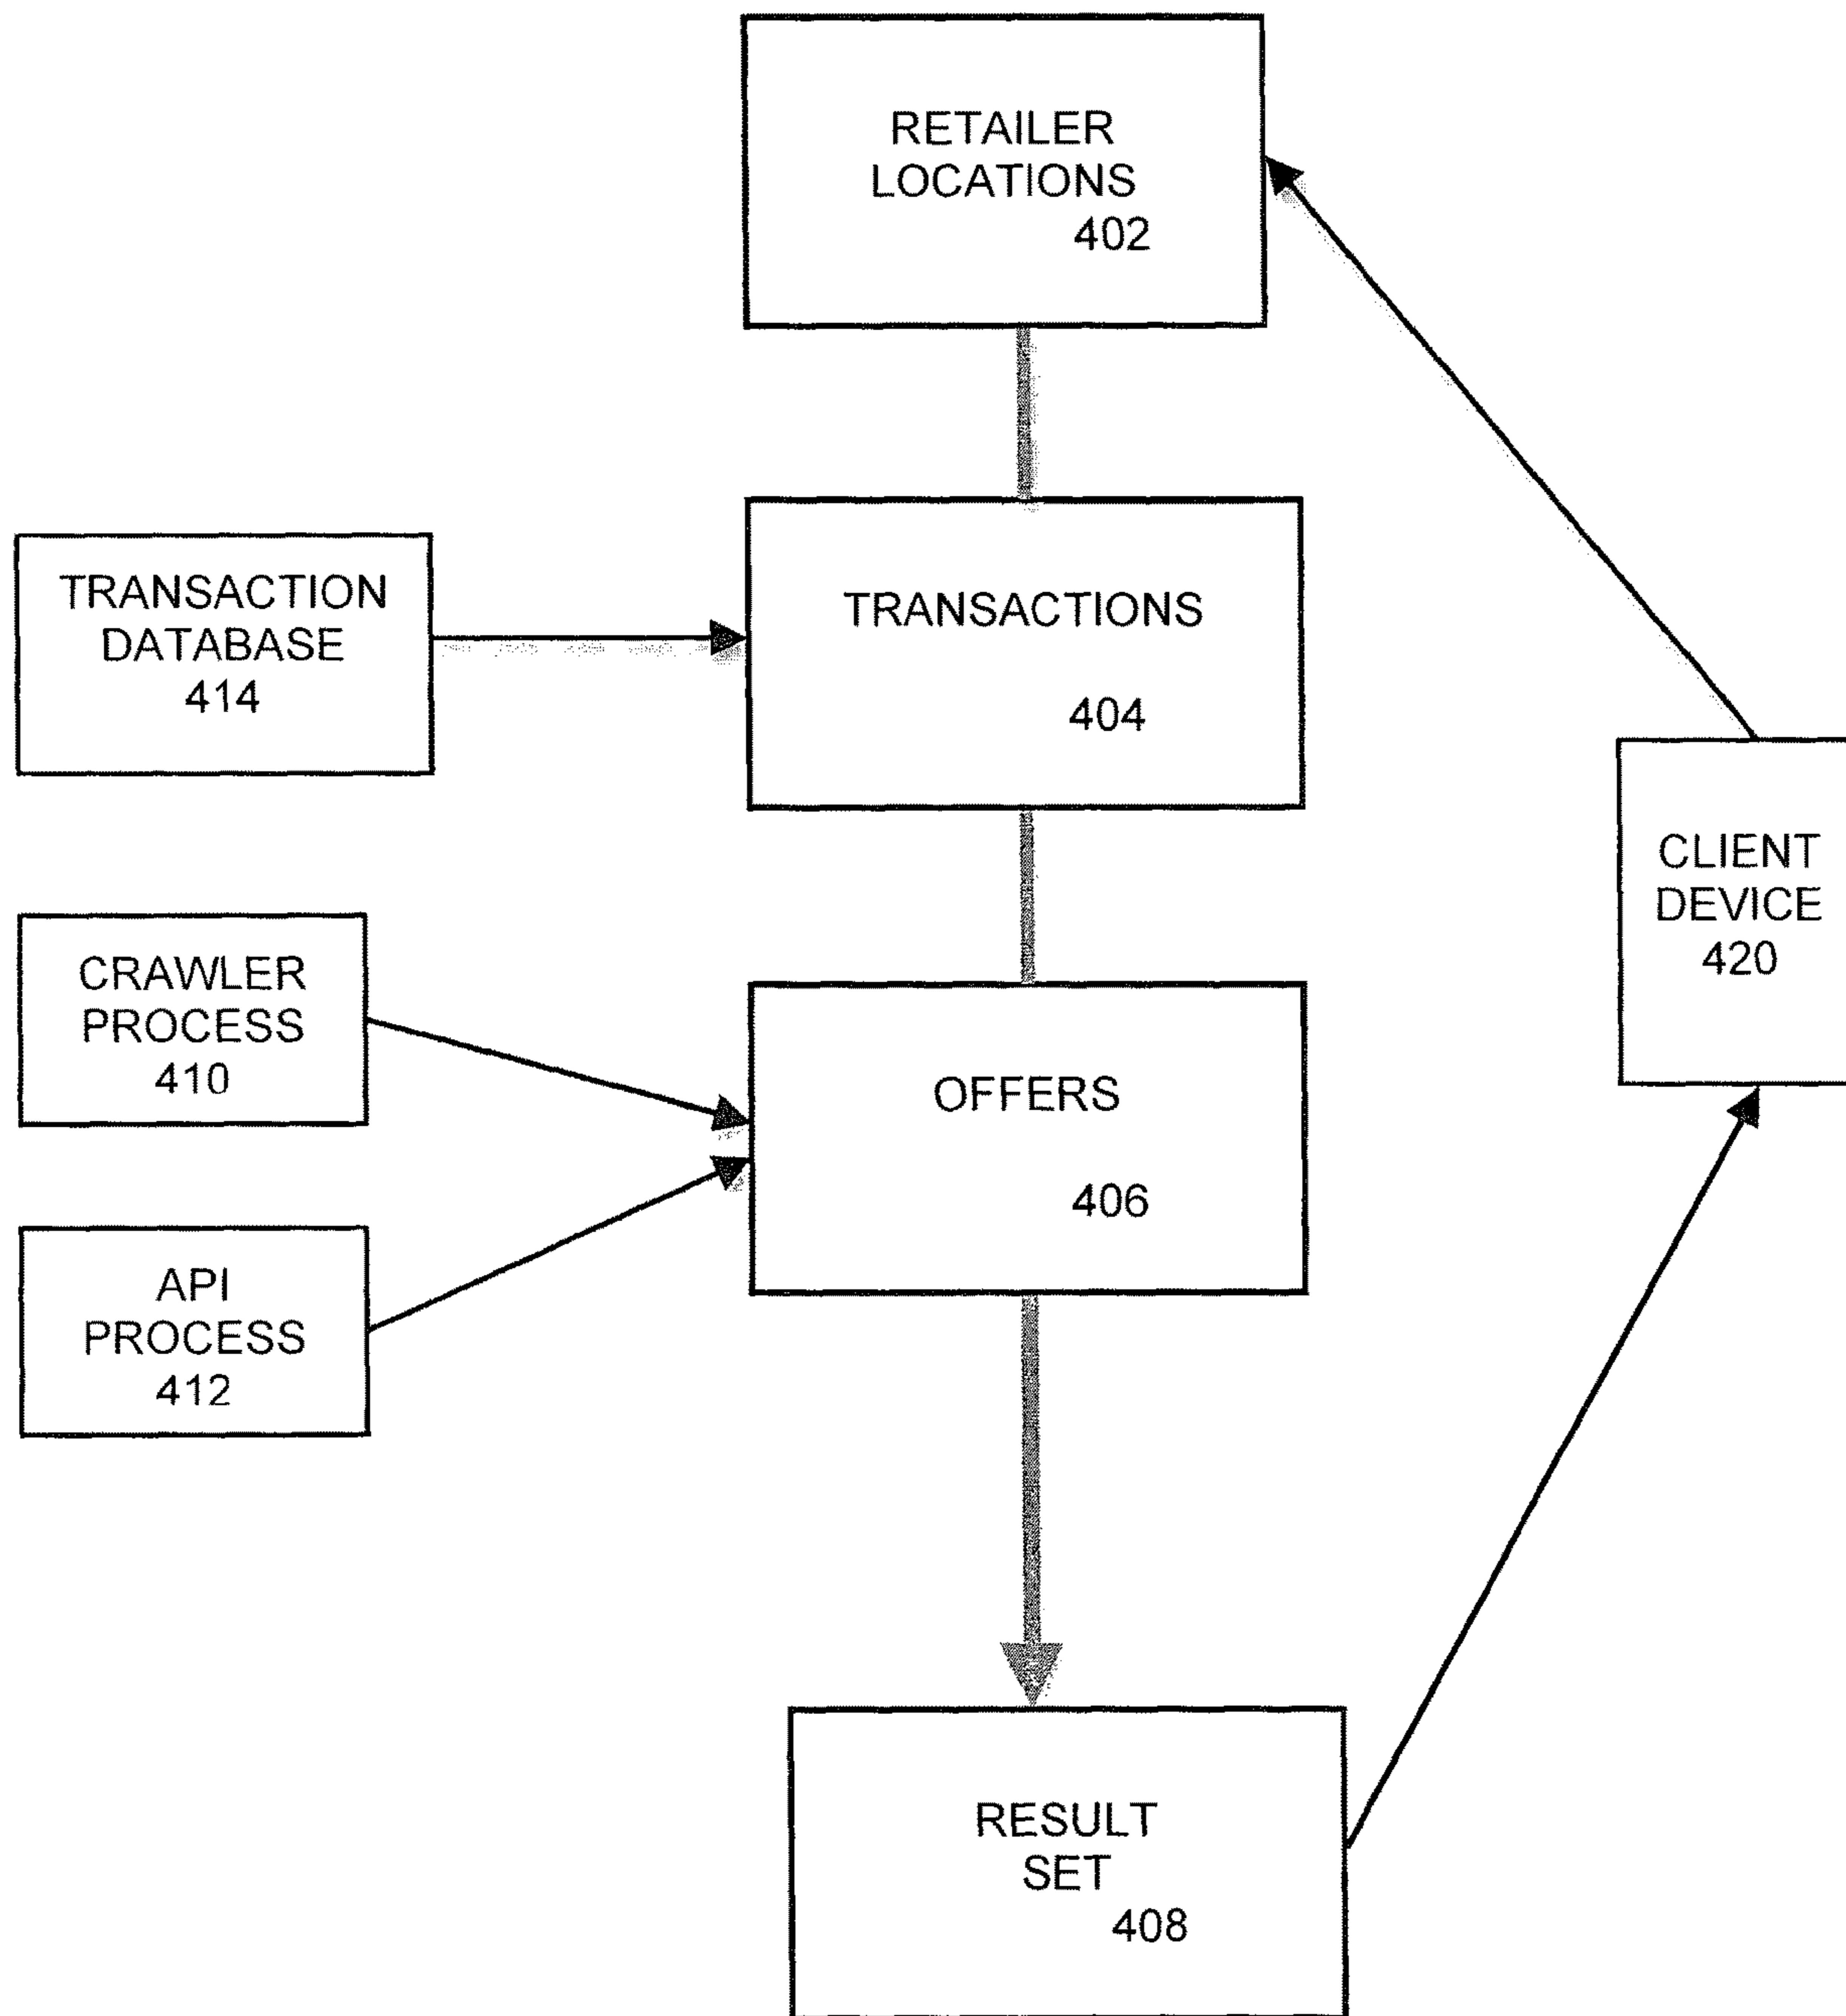 RETAILER
LOCATIONS
402
TRANSACTION
DATABASE
414
TRANSACTIONS
404
CLIENT
DEVICE
420
CRAWLER
PROCESS
410
OFFERS
406
API
PROCESS
412
RESULT
SET
408